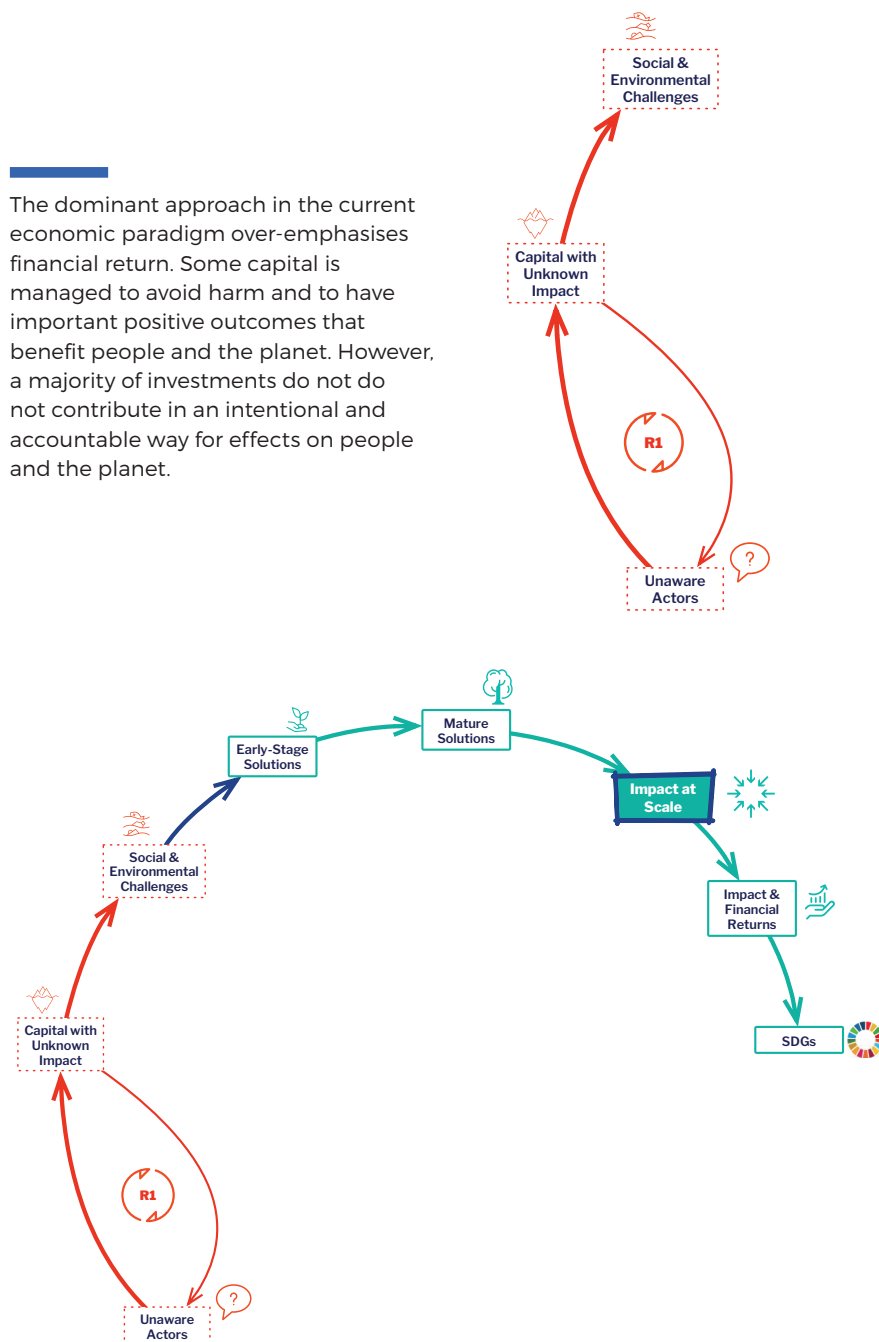 Social &
Environmental
Challenges
The dominant approach in the current
economic paradigm over-emphasises
financial return. Some capital is
managed to avoid harm and to have
important positive outcomes that
benefit people and the planet. However,
a majority of investments do not do
not contribute in an intentional and
accountable way for effects on people
and the planet.
Capital with
Unknown
Impact
R1
?
Unaware
Actors
Mature
Solutions
Early-Stage
Solutions
Impact at
Scale
Social &
Environmental
Challenges
Impact &
Financial
Returns
Capital with
Unknown
Impact
SDGs
R1
?
Unaware
Actors